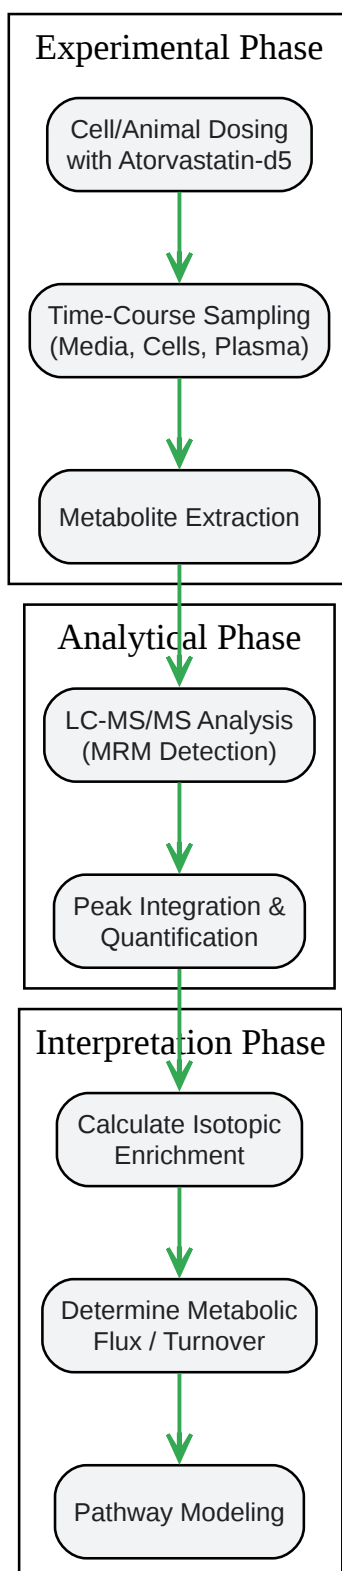 Experimental Phase
Cell/Animal Dosing
with Atorvastatin-d5
Time-Course Sampling
(Media, Cells, Plasma)
Metabolite Extraction
Analytical Phase
LC-MS/MS Analysis
(MRM Detection)
Peak Integration &
Quantification
Interpretation Phase
Calculate Isotopic
Enrichment
Determine Metabolic
Flux / Turnover
Pathway Modeling